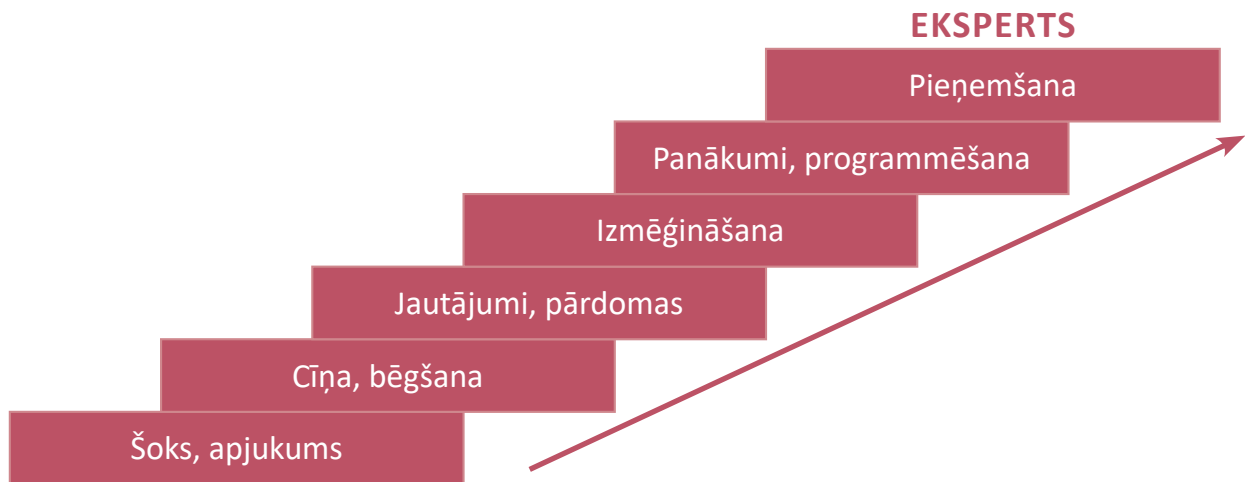 EKSPERTS
Pieņemšana
Panākumi, programmēšana
Izmēģināšana
Jautājumi, pārdomas
Cīņa, bēgšana
Šoks, apjukums